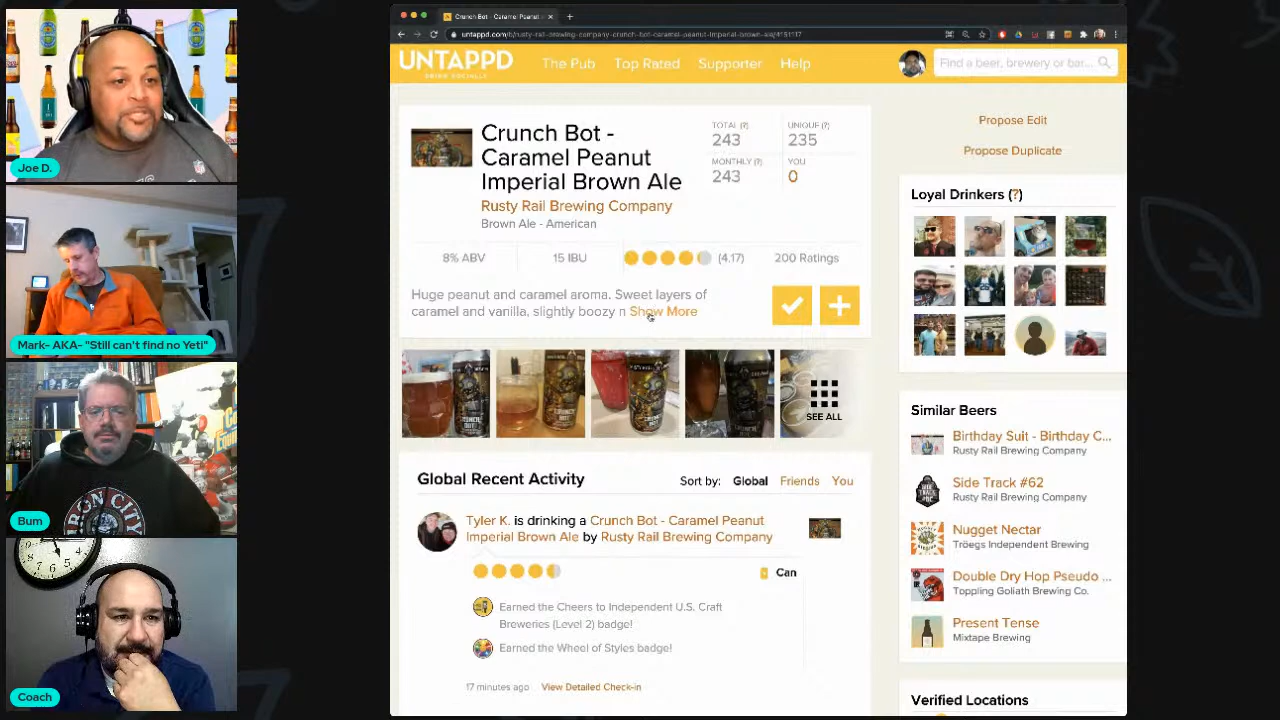 Joe D.
Mark- AKA- "Still can't find no Yeti"
IRON CITY
Bum
Coach
Crunch Bot - Caramel Peanut
UNTAPPD
DRINK SOCIALLY
The Pub
Top Rated
Supporter
Help
Find a beer, brewery or bar...
Crunch Bot -
Caramel Peanut
Imperial Brown Ale
Rusty Rail Brewing Company
Brown Ale - American
TOTAL (?)
243
UNIQUE (?)
235
MONTHLY (?)
243
YOU
0
8% ABV
15 IBU
(4.17)
200 Ratings
Huge peanut and caramel aroma. Sweet layers of
caramel and vanilla, slightly boozy n Show More
SEE ALL
Global Recent Activity
Sort by: Global Friends You
Tyler K. is drinking a Crunch Bot - Caramel Peanut
Imperial Brown Ale by Rusty Rail Brewing Company
Can
Earned the Cheers to Independent U.S. Craft
Breweries (Level 2) badge!
Earned the Wheel of Styles badge!
17 minutes ago
View Detailed Check-in
Propose Edit
Propose Duplicate
Loyal Drinkers (?)
Similar Beers
Birthday Suit - Birthday C...
Rusty Rail Brewing Company
Side Track #62
Rusty Rail Brewing Company
Nugget Nectar
Tröegs Independent Brewing
Double Dry Hop Pseudo ...
Toppling Goliath Brewing Co.
Present Tense
Mixtape Brewing
Verified Locations